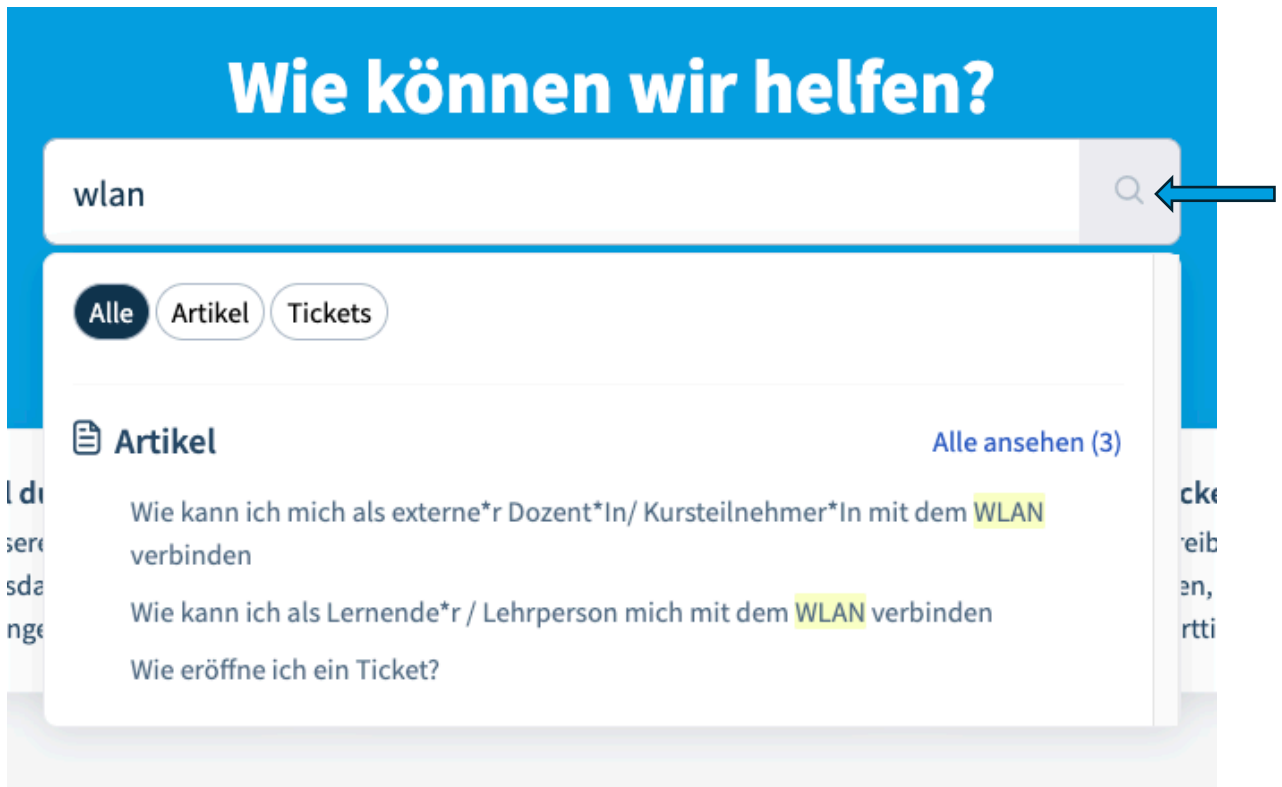 Wie können wir helfen?
wlan
Alle
Artikel
Tickets
Artikel
Alle ansehen (3)
Wie kann ich mich als externe*r Dozent*In/ Kursteilnehmer*In mit dem WLAN
verbinden
Wie kann ich als Lernende*r / Lehrperson mich mit dem WLAN verbinden
Wie eröffne ich ein Ticket?